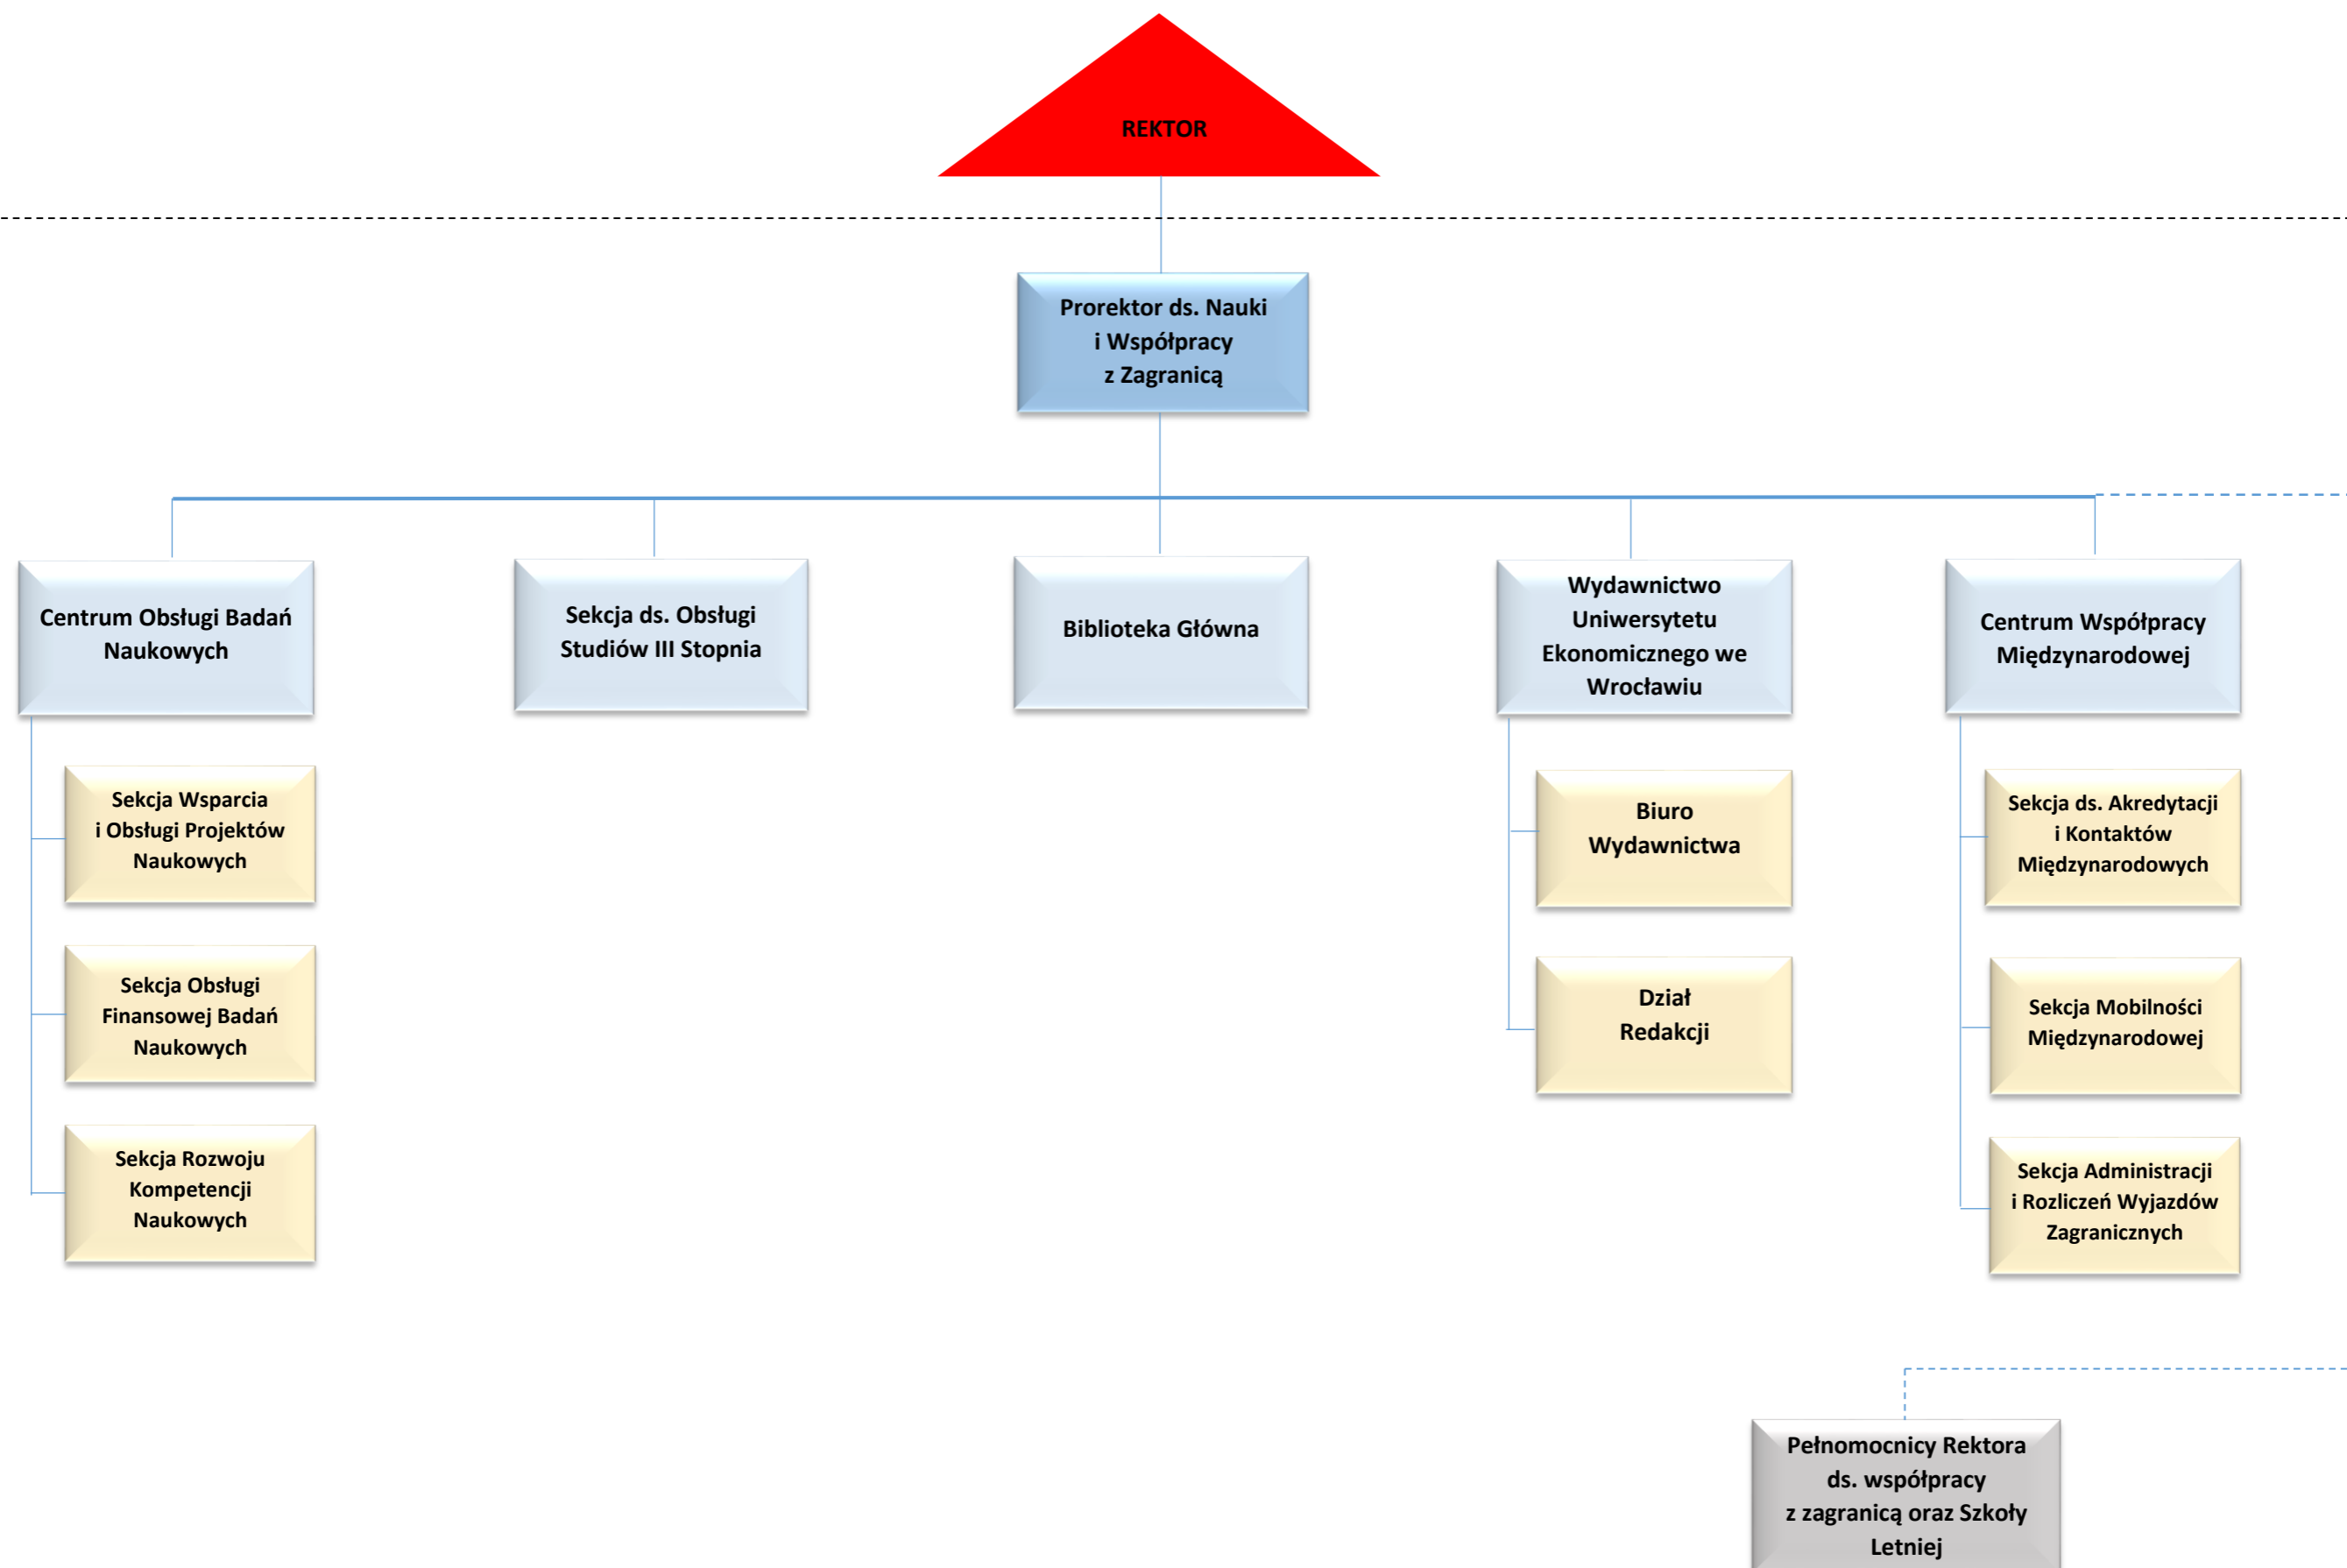 REKTOR
Prorektor ds. Nauki
i Współpracy
z Zagranicą
Centrum Obsługi Badań
Naukowych
Sekcja ds. Obsługi
Studiów III Stopnia
Biblioteka Główna
Wydawnictwo
Uniwersytetu
Ekonomicznego we
Wrocławiu
Centrum Współpracy
Międzynarodowej
Sekcja Wsparcia
i Obsługi Projektów
Naukowych
Sekcja Obsługi
Finansowej Badań
Naukowych
Sekcja Rozwoju
Kompetencji
Naukowych
Biuro
Wydawnictwa
Dział
Redakcji
Sekcja ds. Akredytacji
i Kontaktów
Międzynarodowych
Sekcja Mobilności
Międzynarodowej
Sekcja Administracji
i Rozliczeń Wyjazdów
Zagranicznych
Pełnomocnicy Rektora
ds. współpracy
z zagranicą oraz Szkoły
Letniej